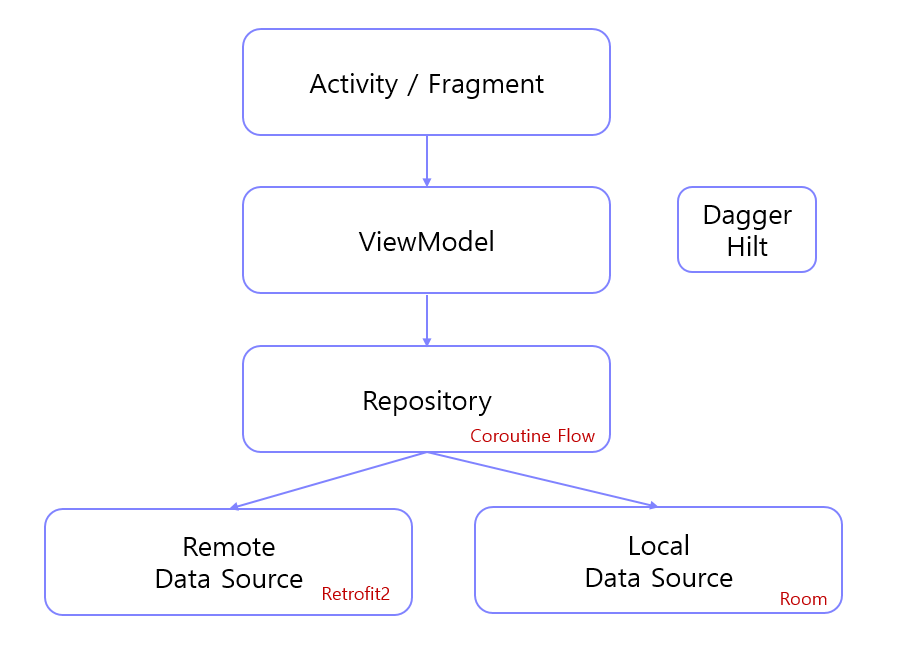 Activity / Fragment
ViewModel
Dagger
Hilt
Repository
Coroutine Flow
Remote
Data Source
Retrofit2
Local
Data Source
Room